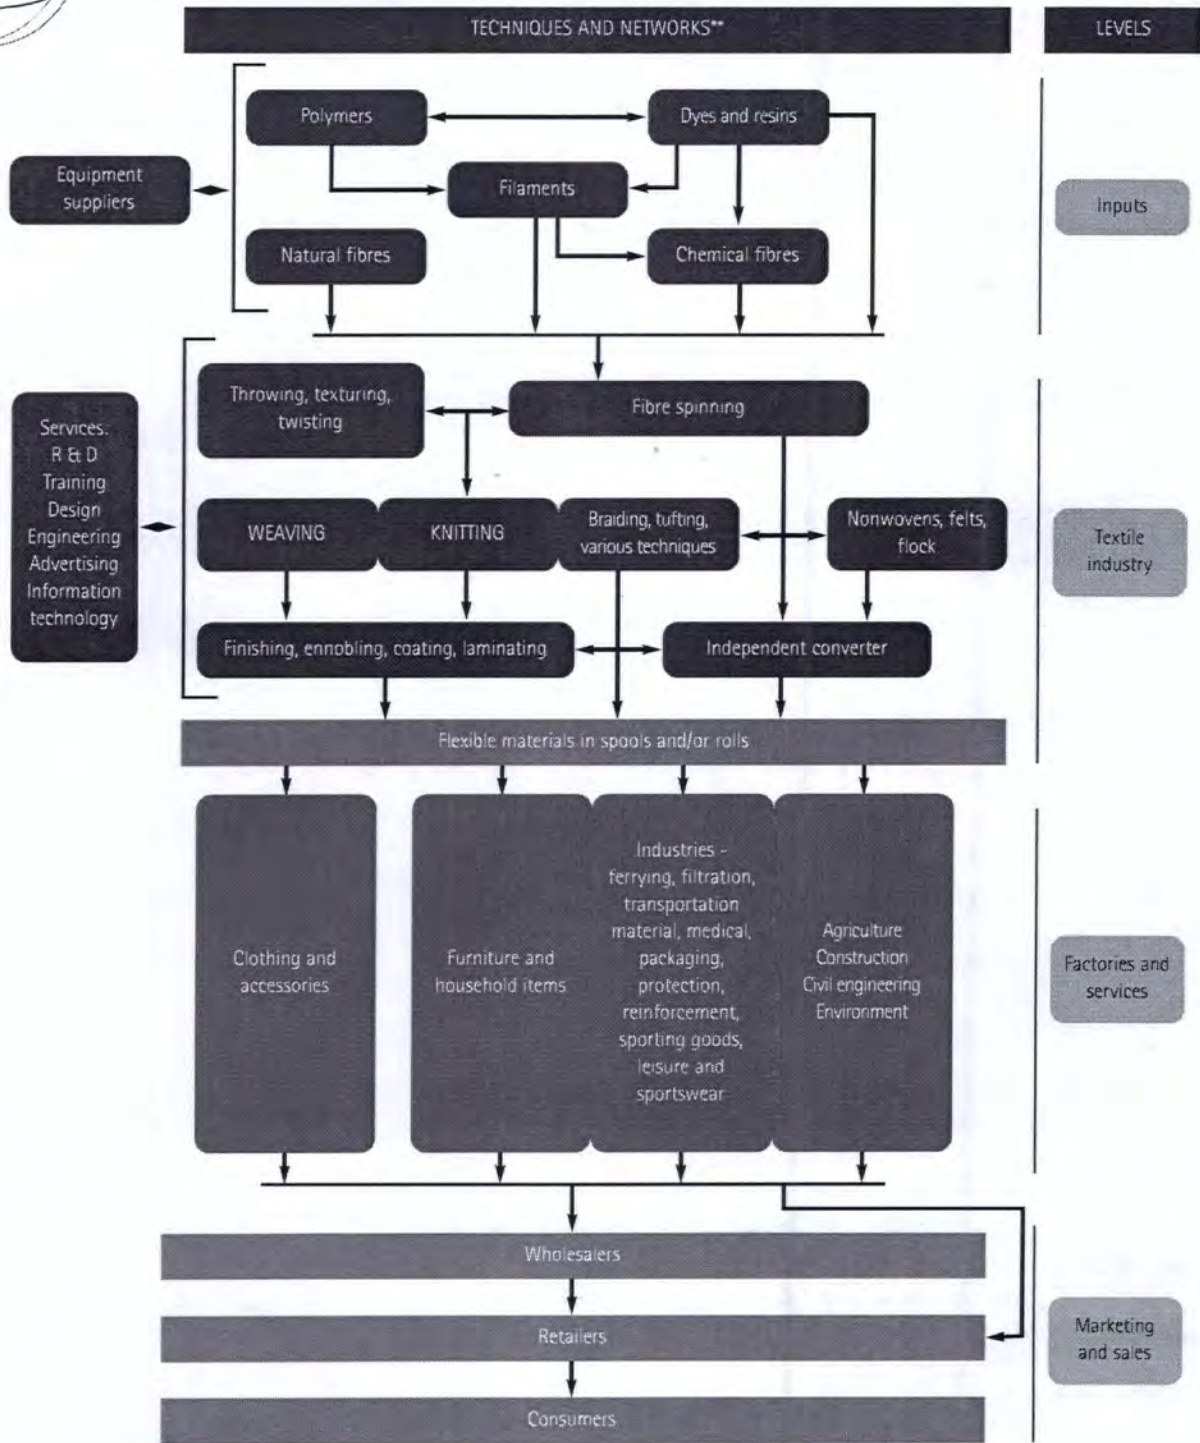 TECHNIQUES AND NETWORKS**
LEVELS
Polymers
Dyes and resins
Equipment
suppliers
Filaments
Inputs
Natural fibres
Chemical fibres
Throwing, texturing,
twisting
Fibre spinning
Services:
R & D
Training
Design
Engineering
Advertising
Information
technology
WEAVING
KNITTING
Braiding, tufting,
various techniques
Nonwovens, felts,
flock
Textile
industry
Finishing, ennobling, coating, laminating
Independent converter
Flexible materials in spools and/or rolls
Clothing and
accessories
Furniture and
household items
Industries -
ferrying, filtration,
transportation
material, medical,
packaging,
protection,
reinforcement,
sporting goods,
leisure and
sportswear
Agriculture
Construction
Civil engineering
Environment
Factories and
services
Wholesalers
Retailers
Marketing
and sales
Consumers